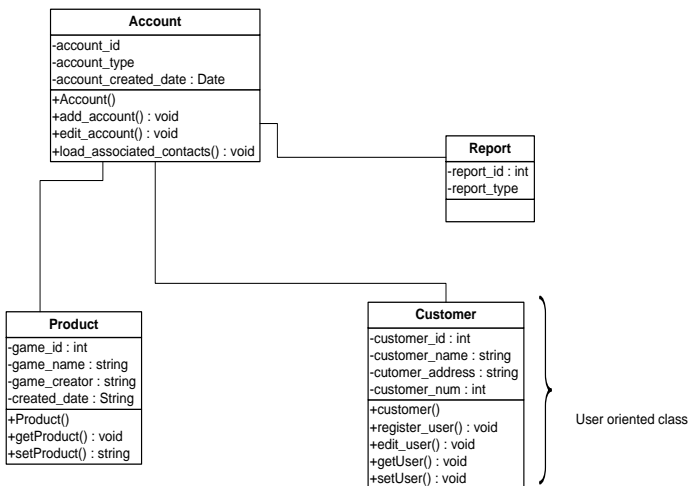 Account
-account_id
-account_type
-account_created_date : Date
+Account()
+add_account() : void
+edit_account() : void
+load_associated_contacts() : void
Report
-report_id : int
-report_type
Product
-game_id : int
-game_name : string
-game_creator : string
-created_date : String
+Product()
+getProduct() : void
+setProduct() : string
Customer
-customer_id : int
-customer_name : string
-cutomer_address : string
-customer_num : int
+customer()
+register_user() : void
+edit_user() : void
+getUser() : void
+setUser() : void
User oriented class